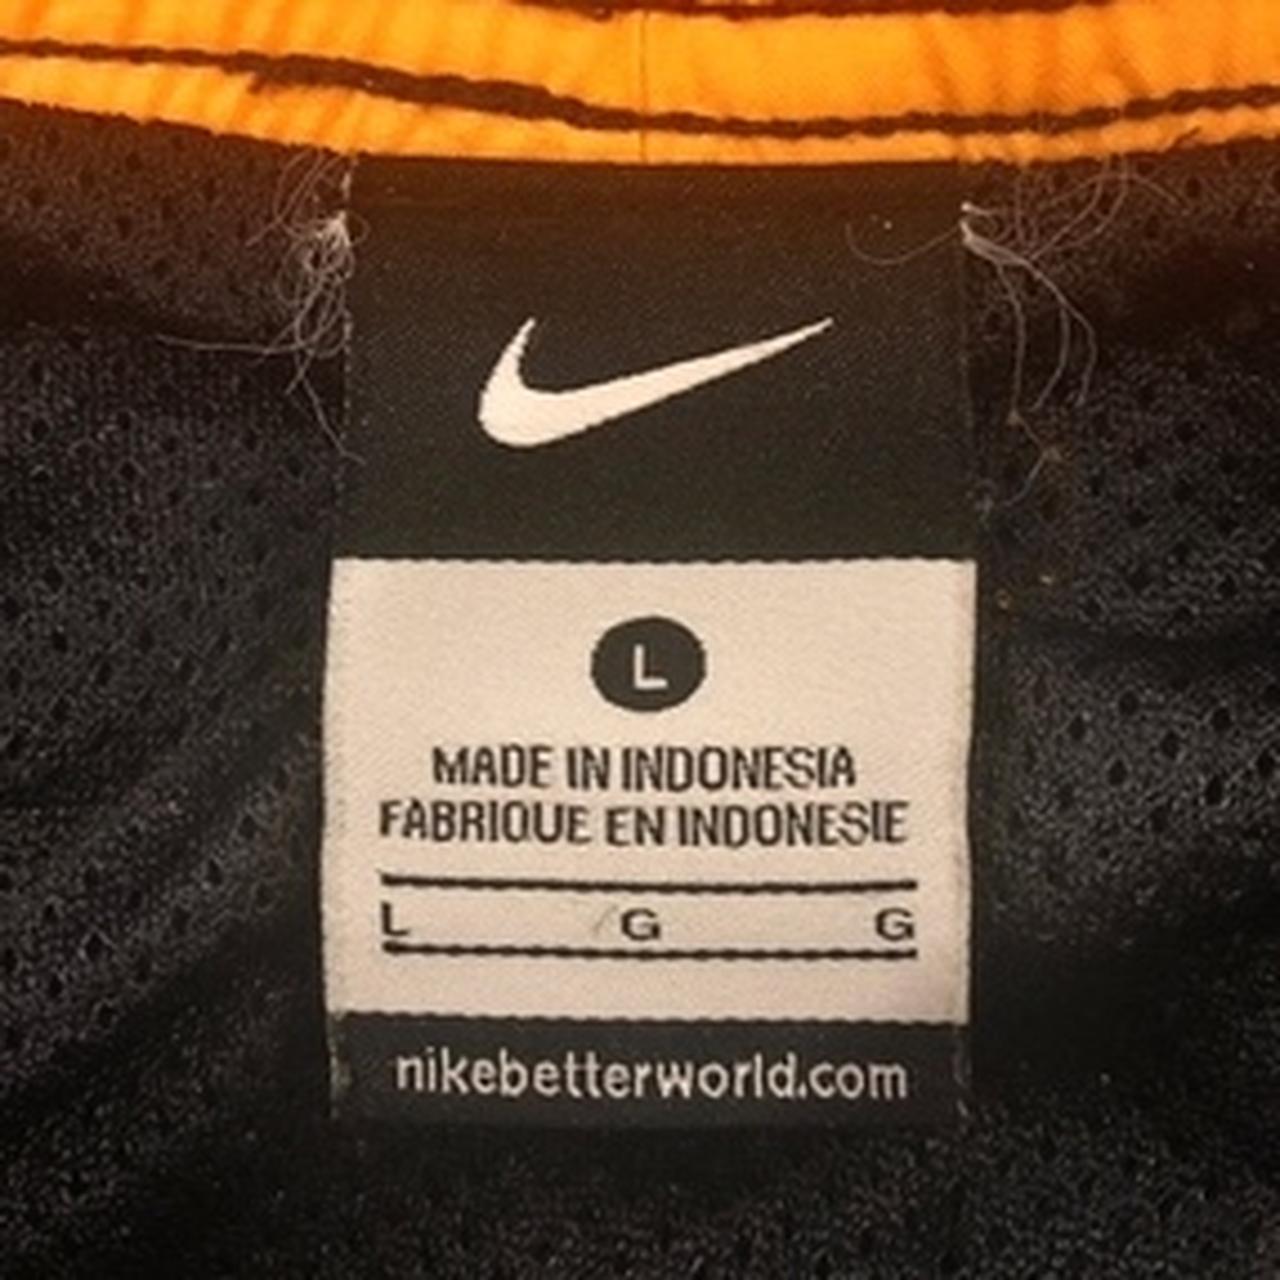 L
MADE IN INDONESIA
FABRIQUE EN INDONESIE
L G G
nikebetterworld.com